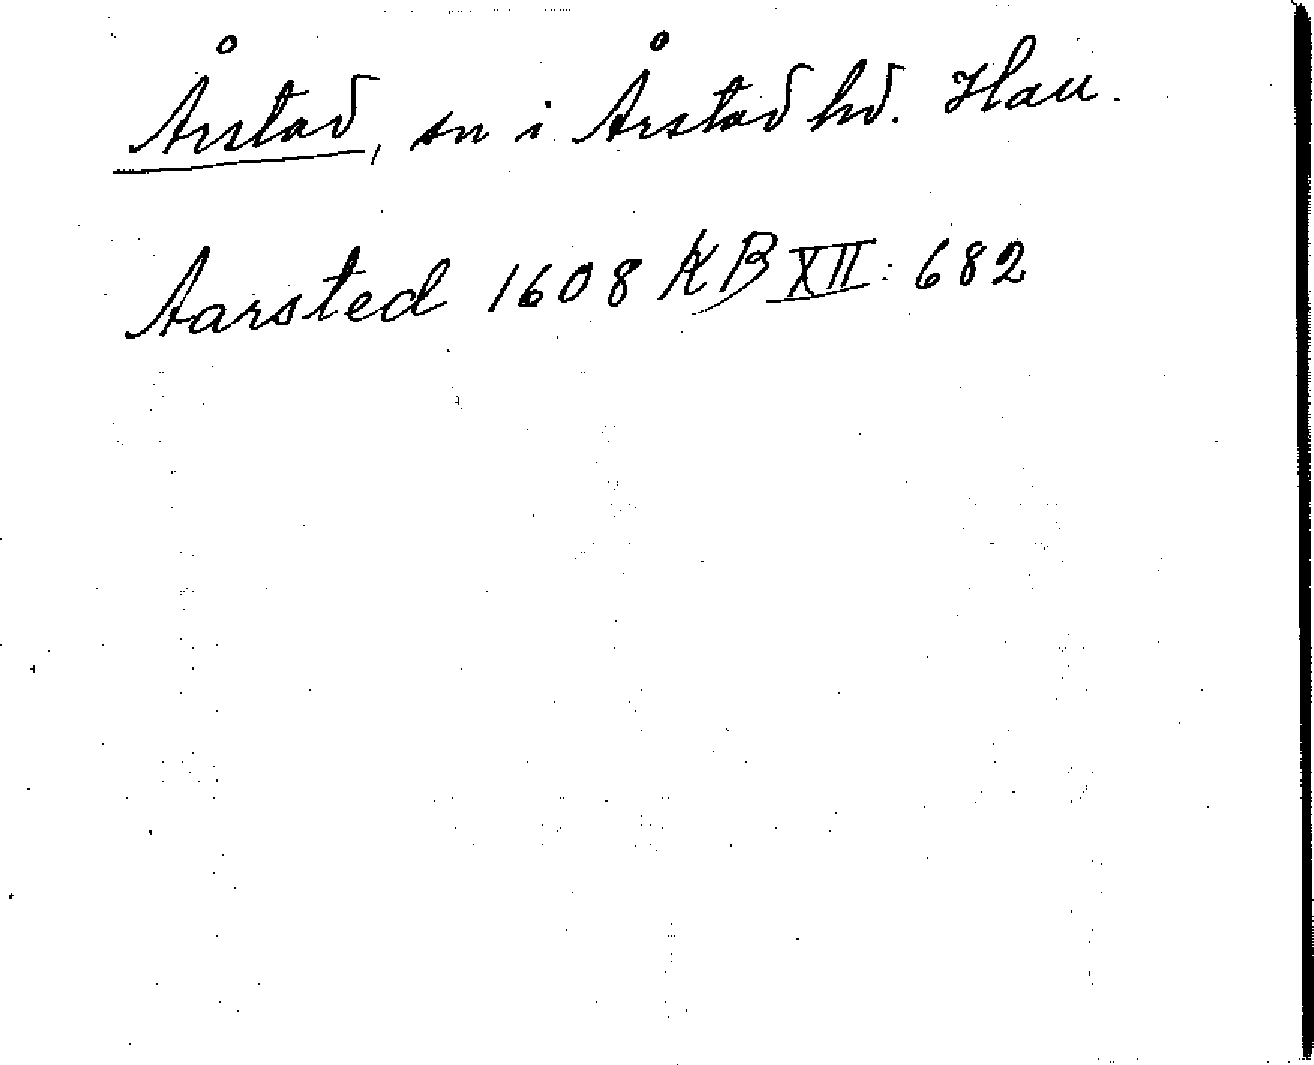 Årstad, sn i Årstad hd. Hall.
Aarsted 1608 KB XII: 682